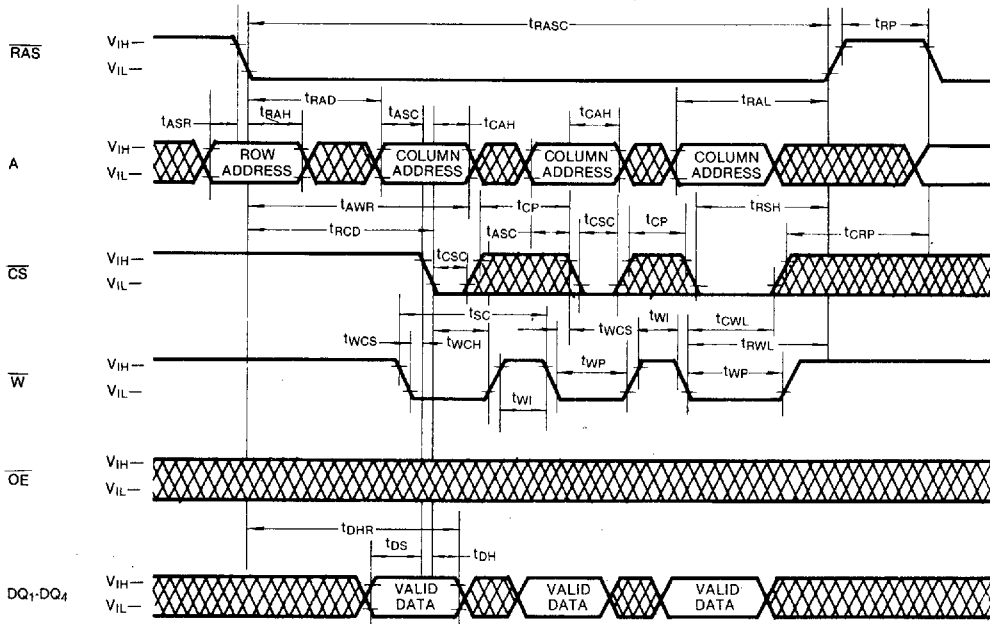 tRASC
tRP
RAS
VIH—
VIL—
tRAD
tASC
tRAL
tASR
tRAH
tCAH
tCAH
A
VIH—
VIL—
ROW ADDRESS
COLUMN ADDRESS
COLUMN ADDRESS
COLUMN ADDRESS
tAWR
tCP
tRSH
tRCD
tASC
tCSC
tCP
tCRP
CS
VIH—
VIL—
tCSC
tSC
tWCS
tWCH
tWCS
tWI
tCWL
tRWL
W
VIH—
VIL—
tWP
tWP
tWI
OE
VIH—
VIL—
tDHR
tDS
tDH
DQ1-DQ4
VIH—
VIL—
VALID DATA
VALID DATA
VALID DATA